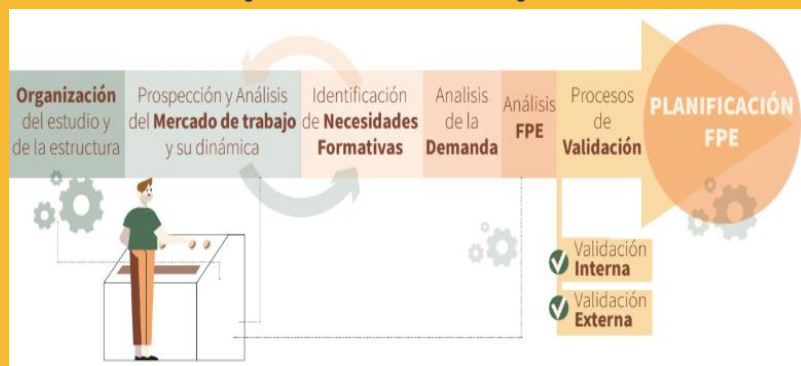 Organización
del estudio y
de la estructura
Prospección y Análisis
del Mercado de trabajo
y su dinámica
Identificación
de Necesidades
Formativas
Analisis
de la
Demanda
Análisis
FPE
Procesos
de
Validación
PLANIFICACIÓN
FPE
Validación
Interna
Validación
Externa